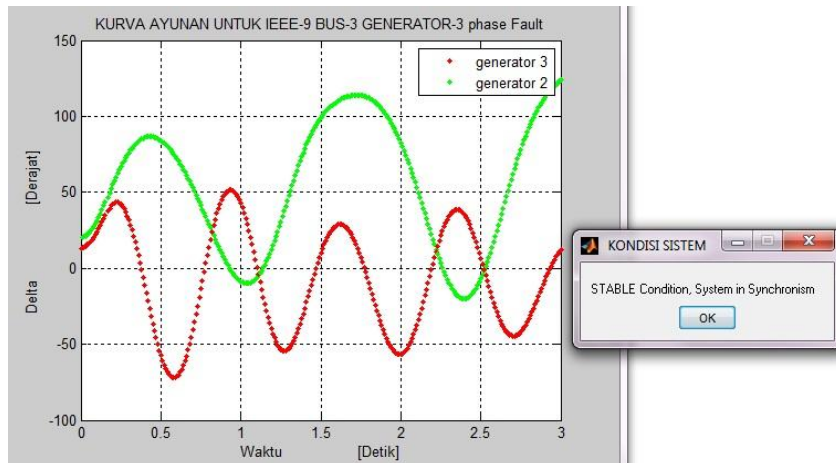 KURVA AYUNAN UNTUK IEEE-9 BUS-3 GENERATOR-3 phase Fault
150
100
50
0
-50
-100
[Derajat]
Delta
generator 3
generator 2
0 0.5 1 1.5 2 2.5 3
Waktu [Detik]
KONDISI SISTEM
STABLE Condition, System in Synchronism
OK